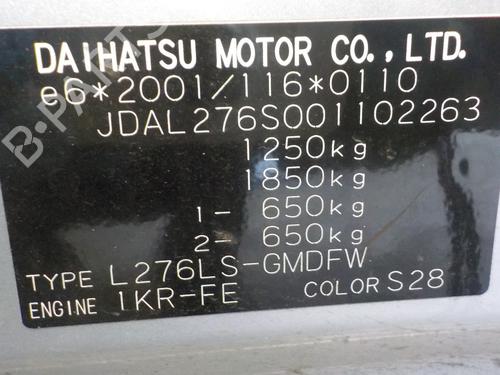 DAIHATSU MOTOR CO., LTD.
e6*2001/116*0110
JDAL276S001102263
1250kg
1850kg
1- 650kg
2- 650kg
TYPE L276LS-GMDFW
ENGINE 1KR-FE COLOR S28
B-PARTS